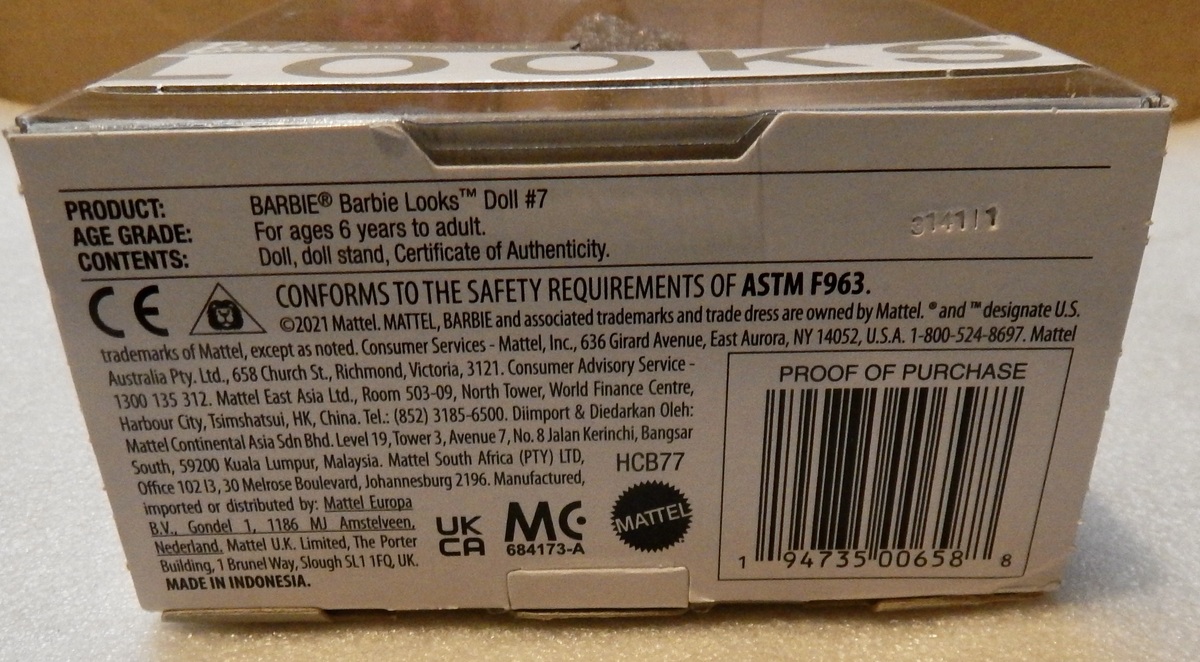 Barbie SIGNATURE
LOOKS
PRODUCT: BARBIE® Barbie Looks™ Doll #7
AGE GRADE: For ages 6 years to adult.
CONTENTS: Doll, doll stand, Certificate of Authenticity.
31411 1
CE CONFORMS TO THE SAFETY REQUIREMENTS OF ASTM F963.
©2021 Mattel. MATTEL, BARBIE and associated trademarks and trade dress are owned by Mattel. ® and ™ designate U.S.
trademarks of Mattel, except as noted. Consumer Services - Mattel, Inc., 636 Girard Avenue, East Aurora, NY 14052, U.S.A. 1-800-524-8697. Mattel
Australia Pty. Ltd., 658 Church St., Richmond, Victoria, 3121. Consumer Advisory Service -
1300 135 312. Mattel East Asia Ltd., Room 503-09, North Tower, World Finance Centre,
Harbour City, Tsimshatsui, HK, China. Tel.: (852) 3185-6500. Diimport & Diedarkan Oleh:
Mattel Continental Asia Sdn Bhd. Level 19, Tower 3, Avenue 7, No. 8 Jalan Kerinchi, Bangsar
South, 59200 Kuala Lumpur, Malaysia. Mattel South Africa (PTY) LTD,
Office 102 I3, 30 Melrose Boulevard, Johannesburg 2196. Manufactured,
imported or distributed by: Mattel Europa
B.V., Gondel 1, 1186 MJ Amstelveen,
Nederland. Mattel U.K. Limited, The Porter
Building, 1 Brunel Way, Slough SL1 1FQ, UK.
MADE IN INDONESIA.
UK
CA
MC
684173-A
HCB77
MATTEL
PROOF OF PURCHASE
1 94735 00658 8